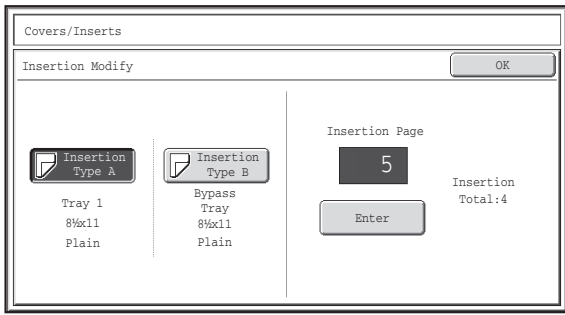 Covers/Inserts
Insertion Modify
OK
Insertion
Type A
Tray 1
8½x11
Plain
Insertion
Type B
Bypass
Tray
8½x11
Plain
Insertion Page
5
Enter
Insertion
Total:4